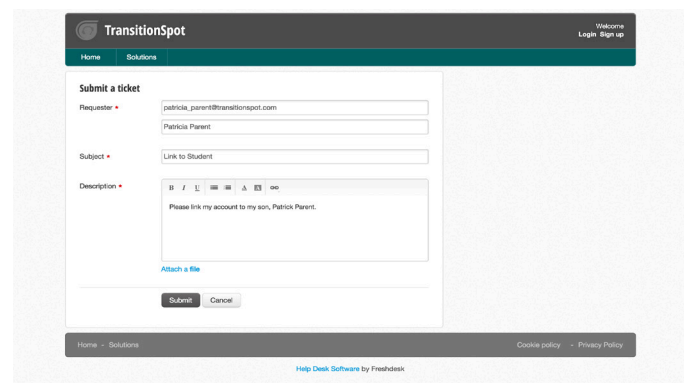 TransitionSpot
Welcome
Login Sign up
Home Solutions
Submit a ticket
Requester *
patricia_parent@transitionspot.com
Patricia Parent
Subject *
Link to Student
Description *
B I U A A
Please link my account to my son, Patrick Parent.
Attach a file
Submit Cancel
Home - Solutions
Cookie policy - Privacy Policy
Help Desk Software by Freshdesk